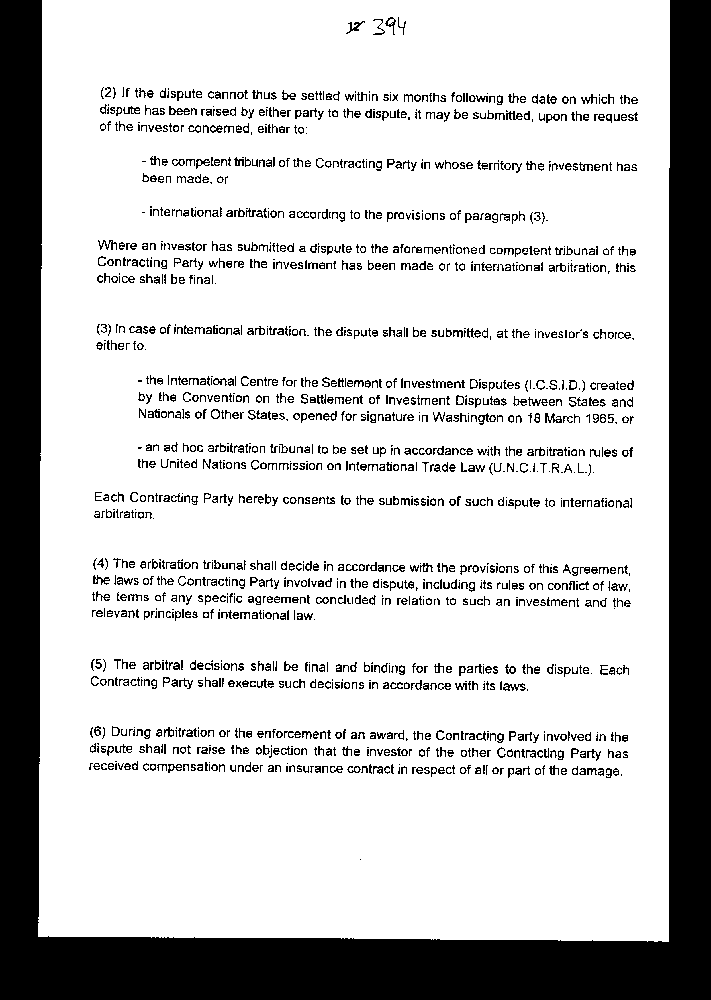 12 394
(2) If the dispute cannot thus be settled within six months following the date on which the
dispute has been raised by either party to the dispute, it may be submitted, upon the request
of the investor concerned, either to:
- the competent tribunal of the Contracting Party in whose territory the investment has
been made, or
- international arbitration according to the provisions of paragraph (3).
Where an investor has submitted a dispute to the aforementioned competent tribunal of the
Contracting Party where the investment has been made or to international arbitration, this
choice shall be final.
(3) In case of international arbitration, the dispute shall be submitted, at the investor's choice,
either to:
- the International Centre for the Settlement of Investment Disputes (I.C.S.I.D.) created
by the Convention on the Settlement of Investment Disputes between States and
Nationals of Other States, opened for signature in Washington on 18 March 1965, or
- an ad hoc arbitration tribunal to be set up in accordance with the arbitration rules of
the United Nations Commission on International Trade Law (U.N.C.I.T.R.A.L.).
Each Contracting Party hereby consents to the submission of such dispute to international
arbitration.
(4) The arbitration tribunal shall decide in accordance with the provisions of this Agreement,
the laws of the Contracting Party involved in the dispute, including its rules on conflict of law,
the terms of any specific agreement concluded in relation to such an investment and the
relevant principles of international law.
(5) The arbitral decisions shall be final and binding for the parties to the dispute. Each
Contracting Party shall execute such decisions in accordance with its laws.
(6) During arbitration or the enforcement of an award, the Contracting Party involved in the
dispute shall not raise the objection that the investor of the other Contracting Party has
received compensation under an insurance contract in respect of all or part of the damage.